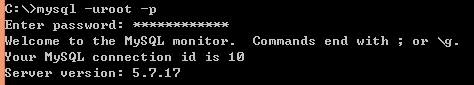 C:\>mysql -uroot -p
Enter password: ************
Welcome to the MySQL monitor.  Commands end with ; or \g.
Your MySQL connection id is 10
Server version: 5.7.17